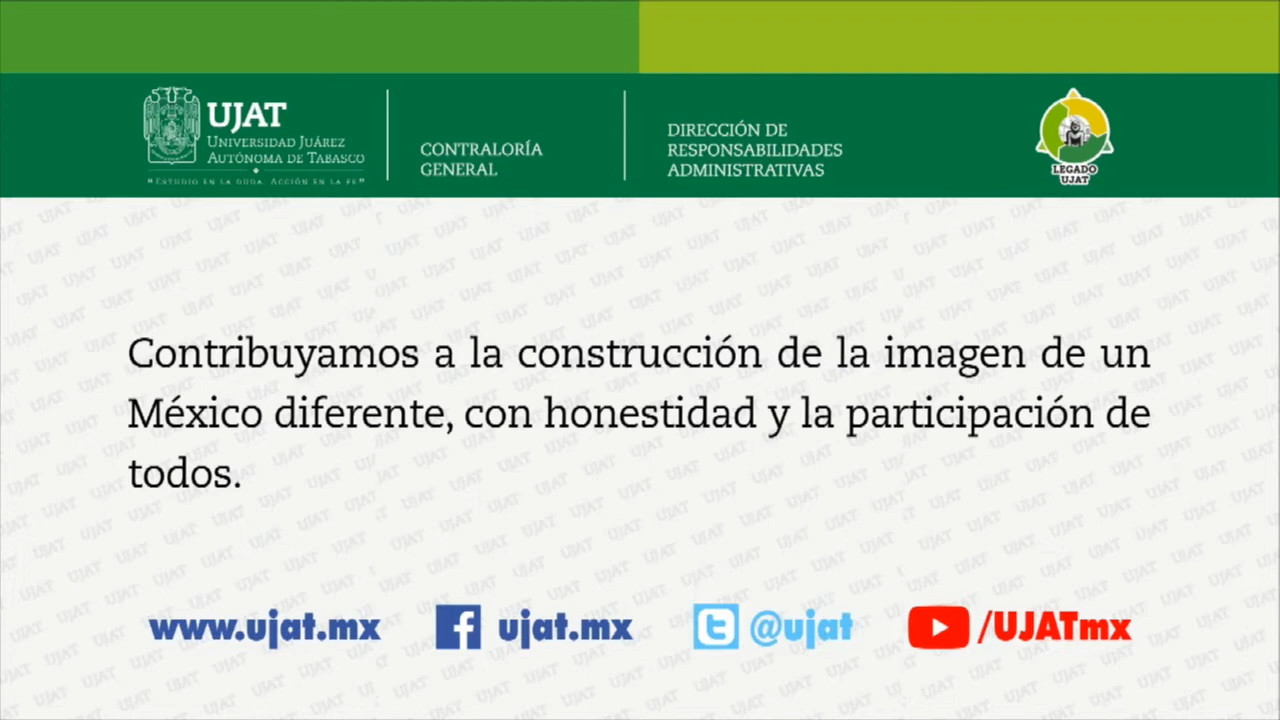 UJAT
UNIVERSIDAD JUÁREZ
AUTÓNOMA DE TABASCO
"ESTUDIO EN LA DUDA. ACCIÓN EN LA FE"
CONTRALORÍA
GENERAL
DIRECCIÓN DE
RESPONSABILIDADES
ADMINISTRATIVAS
LEGADO
UJAT
Contribuyamos a la construcción de la imagen de un
México diferente, con honestidad y la participación de
todos.
www.ujat.mx
ujat.mx
@ujat
/UJATmx